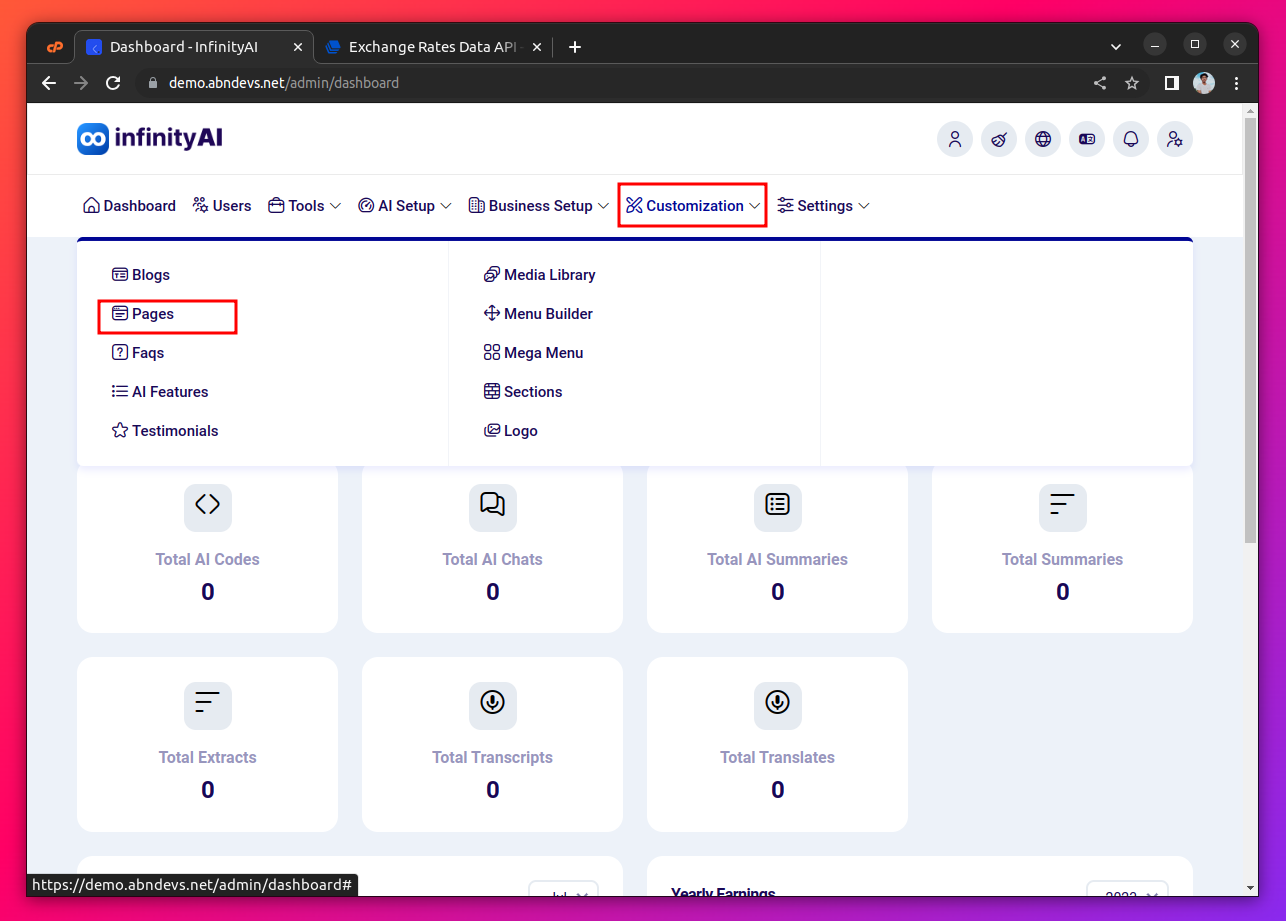 cP
Dashboard - InfinityAI
Exchange Rates Data API -
demo.abndevs.net/admin/dashboard
infinityAI
Dashboard Users Tools AI Setup Business Setup Customization Settings
Blogs
Pages
Faqs
AI Features
Testimonials
Media Library
Menu Builder
Mega Menu
Sections
Logo
Total AI Codes
0
Total AI Chats
0
Total AI Summaries
0
Total Summaries
0
Total Extracts
0
Total Transcripts
0
Total Translates
0
Jul
Yearly Earnings
https://demo.abndevs.net/admin/dashboard#